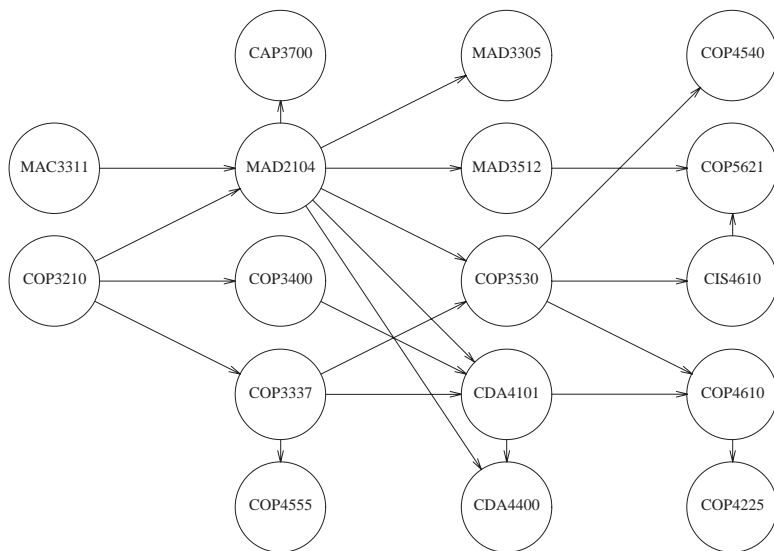 CAP3700
MAD3305
COP4540
MAC3311
MAD2104
MAD3512
COP5621
COP3210
COP3400
COP3530
CIS4610
COP3337
CDA4101
COP4610
COP4555
CDA4400
COP4225